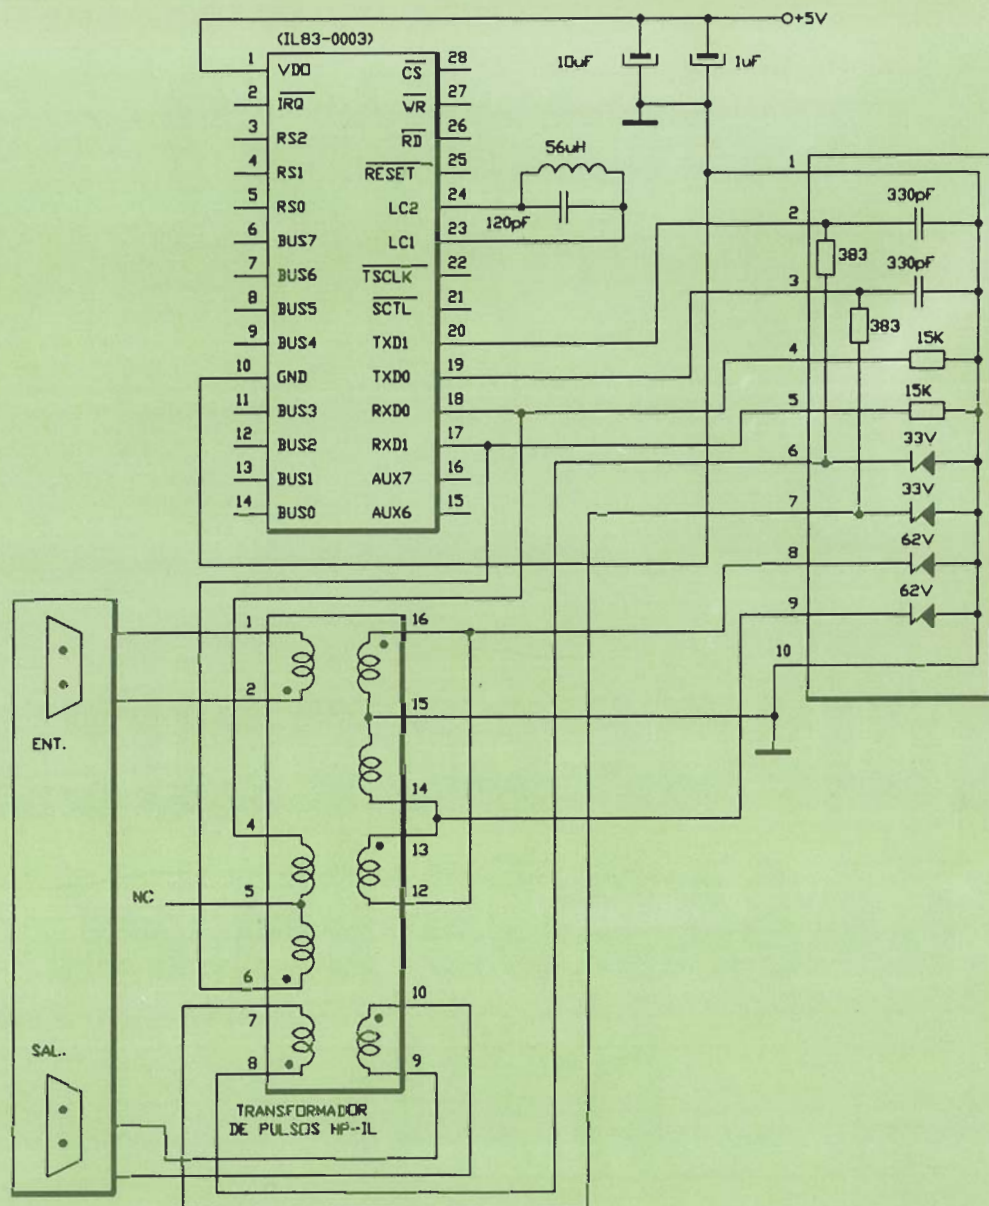 (IL83-0003)
1 VDD 28 CS
2 IRQ 27 WR
3 RS2 26 RD
4 RS1 25 RESET
5 RS0 24 LC2
6 BUS7 23 LC1
7 BUS6 22 TSCLK
8 BUS5 21 SCTL
9 BUS4 20 TXD1
10 GND 19 TXD0
11 BUS3 18 RXD0
12 BUS2 17 RXD1
13 BUS1 16 AUX7
14 BUS0 15 AUX6
O+5V
10uF
1uF
56uH
120pF
1
2
330pF
383
3
330pF
383
4
15K
5
15K
6
33V
7
33V
8
62V
9
62V
10
ENT.
SAL.
NC
1
2
4
5
6
7
8
16
15
14
13
12
10
9
TRANSFORMADOR
DE PULSOS HP-IL